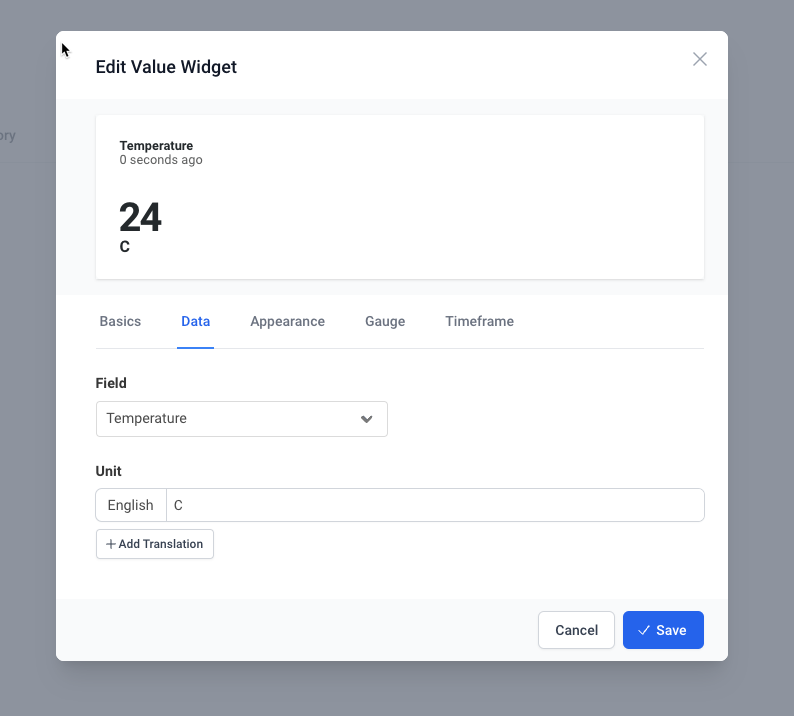 Edit Value Widget
ory
Temperature
0 seconds ago
24
C
Basics Data Appearance Gauge Timeframe
Field
Temperature
Unit
English C
Add Translation
Cancel Save